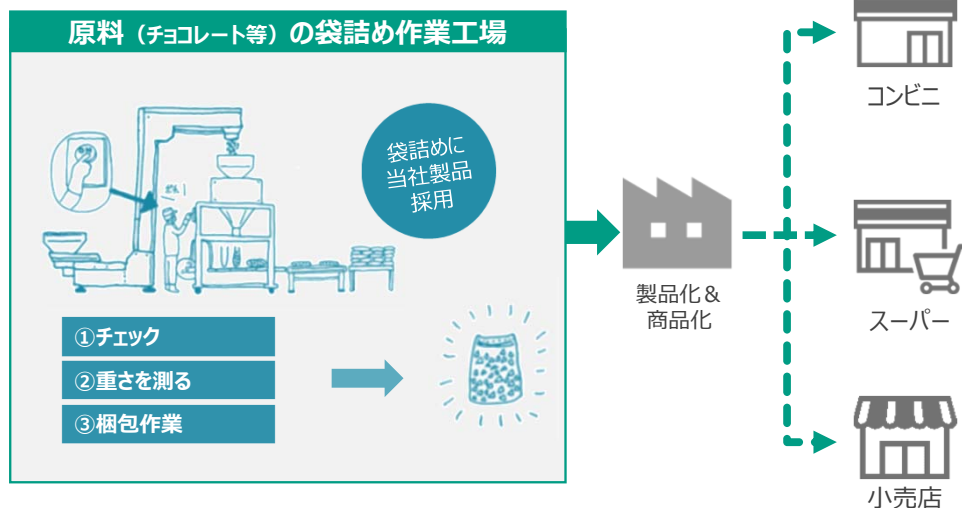 原料（チョコレート等）の袋詰め作業工場
袋詰めに
当社製品
採用
①チェック
②重さを測る
③梱包作業
製品化＆
商品化
コンビニ
スーパー
小売店